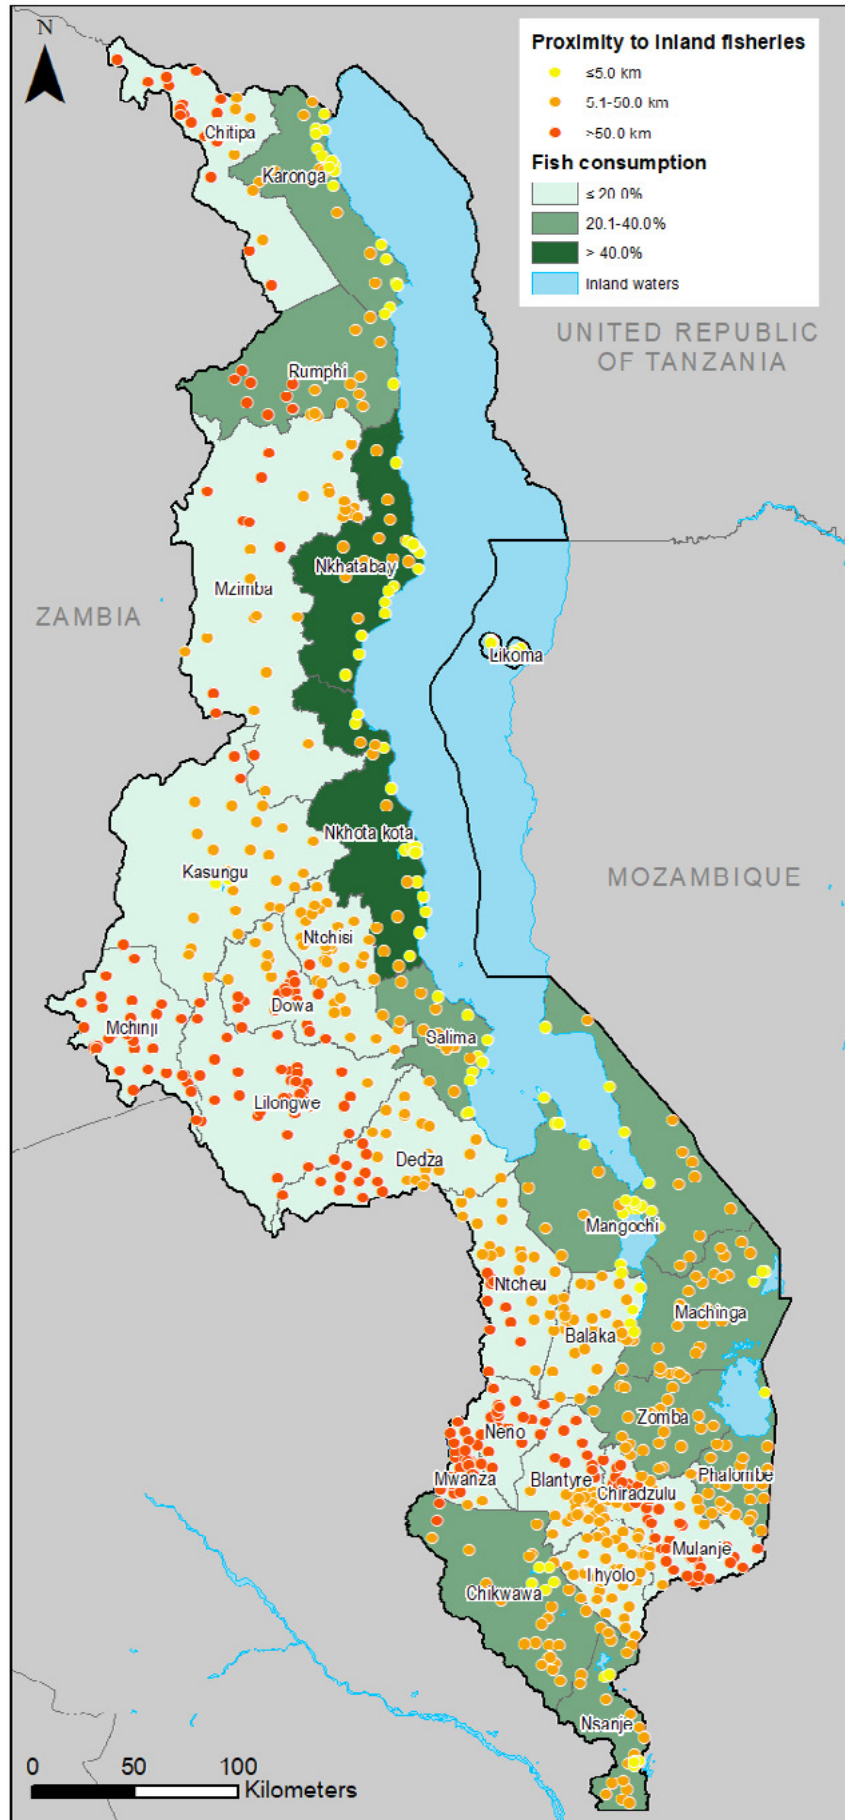 N
Proximity to inland fisheries
≤5.0 km
5.1-50.0 km
>50.0 km
Fish consumption
≤ 20.0%
20.1-40.0%
> 40.0%
Inland waters
Chitipa
Karonga
UNITED REPUBLIC
OF TANZANIA
Rumphi
Nkhatabay
Mzimba
ZAMBIA
Likoma
Nkhota kota
Kasungu
MOZAMBIQUE
Ntchisi
Dowa
Mchinji
Salima
Lilongwe
Dedza
Mangochi
Ntcheu
Machinga
Balaka
Zomba
Neno
Phalombe
Mwanza
Blantyre
Chiradzulu
Mulanje
Thyolo
Chikwawa
Nsanje
0 50 100
Kilometers